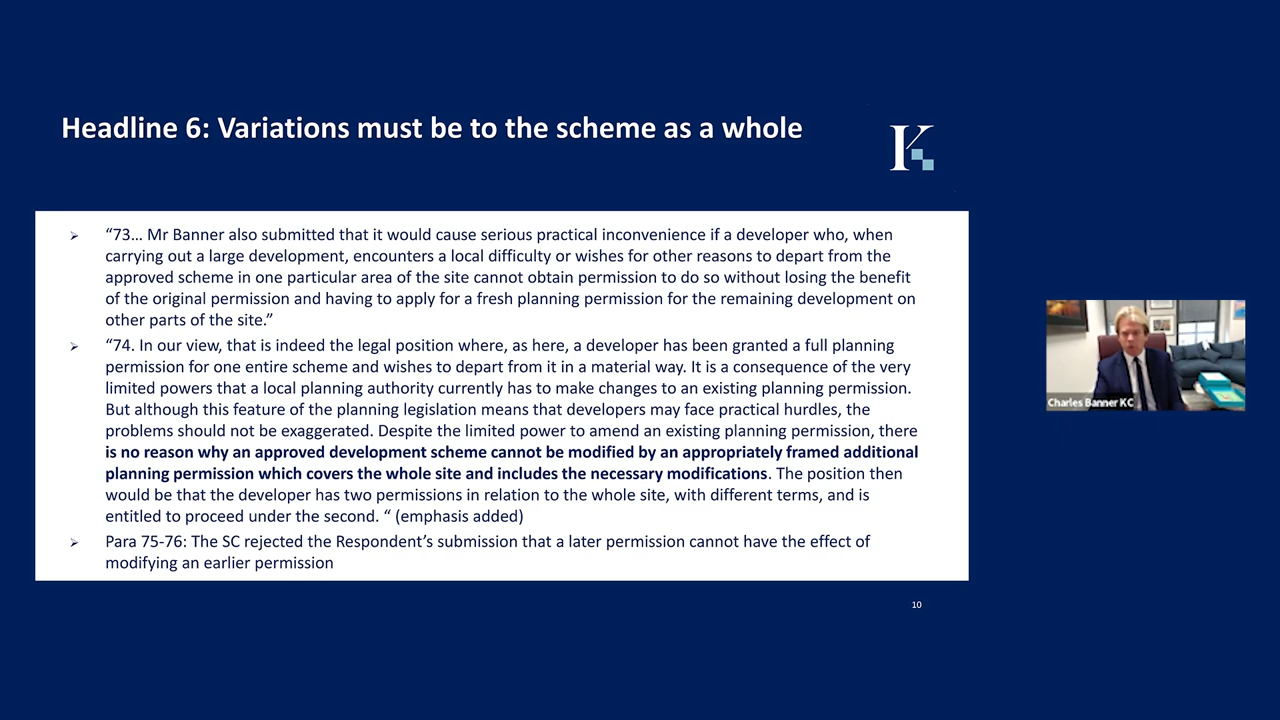 Headline 6: Variations must be to the scheme as a whole
K
➢ “73… Mr Banner also submitted that it would cause serious practical inconvenience if a developer who, when
carrying out a large development, encounters a local difficulty or wishes for other reasons to depart from the
approved scheme in one particular area of the site cannot obtain permission to do so without losing the benefit
of the original permission and having to apply for a fresh planning permission for the remaining development on
other parts of the site.”
➢ “74. In our view, that is indeed the legal position where, as here, a developer has been granted a full planning
permission for one entire scheme and wishes to depart from it in a material way. It is a consequence of the very
limited powers that a local planning authority currently has to make changes to an existing planning permission.
But although this feature of the planning legislation means that developers may face practical hurdles, the
problems should not be exaggerated. Despite the limited power to amend an existing planning permission, there
is no reason why an approved development scheme cannot be modified by an appropriately framed additional
planning permission which covers the whole site and includes the necessary modifications. The position then
would be that the developer has two permissions in relation to the whole site, with different terms, and is
entitled to proceed under the second. “ (emphasis added)
➢ Para 75-76: The SC rejected the Respondent’s submission that a later permission cannot have the effect of
modifying an earlier permission
10
Charles Banner KC